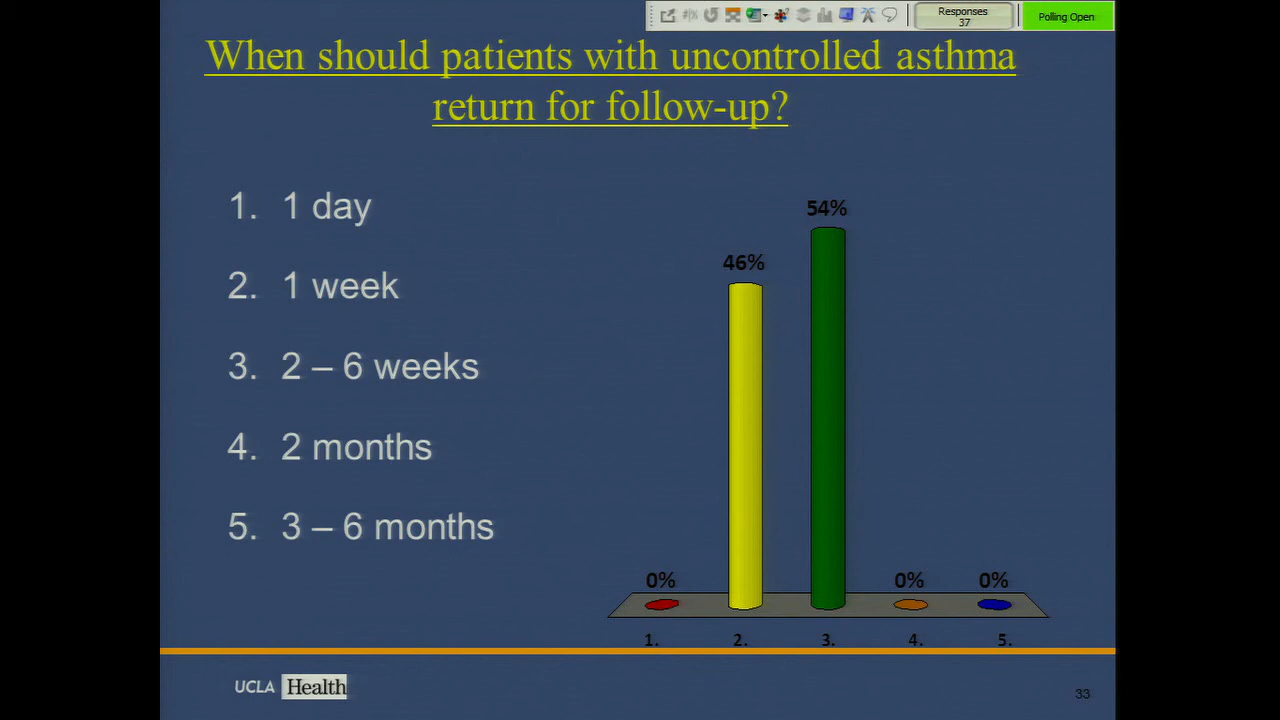 Responses
37
Polling Open
When should patients with uncontrolled asthma
return for follow-up?
1. 1 day
2. 1 week
3. 2 – 6 weeks
4. 2 months
5. 3 – 6 months
54%
46%
0%
0%
0%
1.
2.
3.
4.
5.
UCLA Health
33